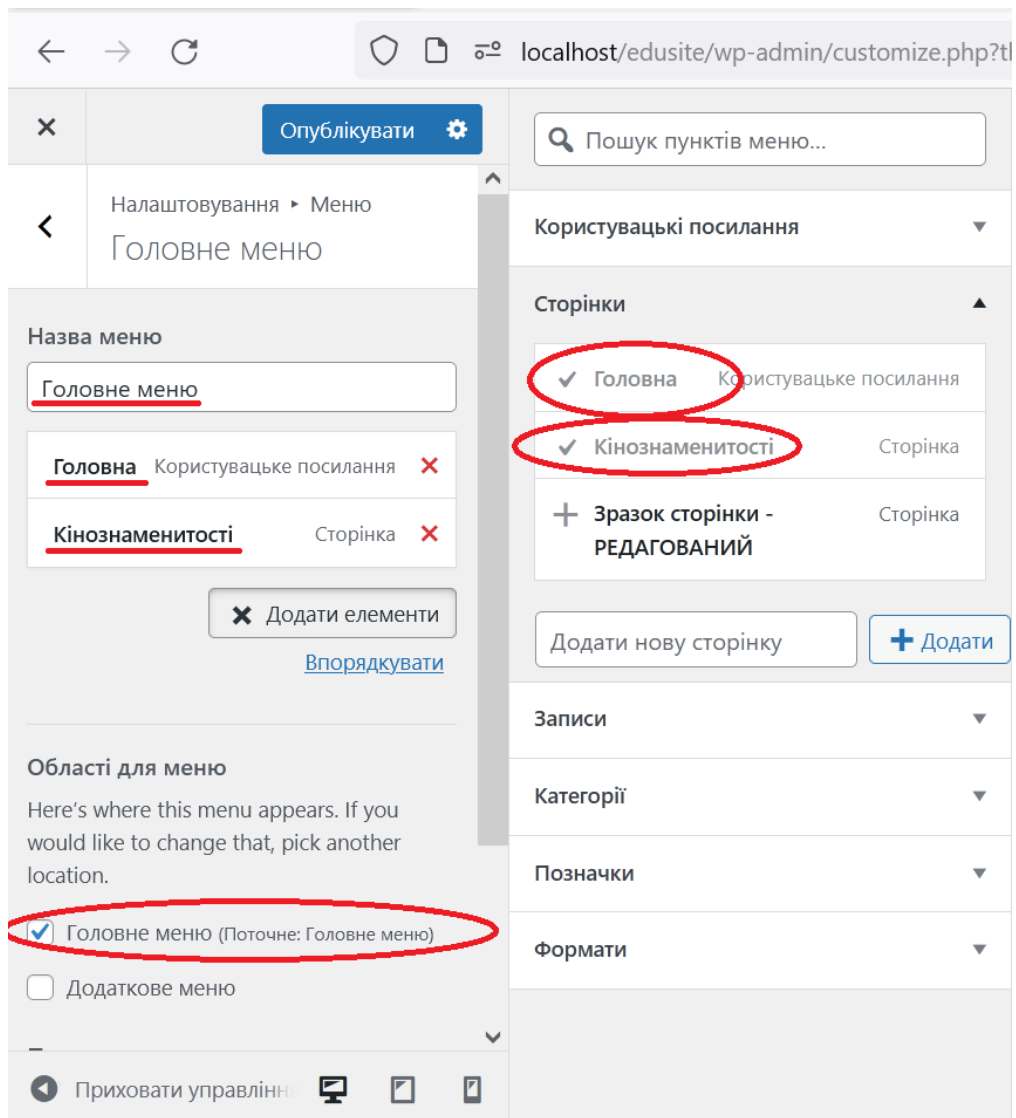 localhost/edusite/wp-admin/customize.php?tl
Опублікувати
Налаштовування ▸ Меню
Головне меню
Назва меню
Головне меню
Головна Користувацьке посилання
Кінознаменитості Сторінка
Додати елементи
Впорядкувати
Області для меню
Here's where this menu appears. If you
would like to change that, pick another
location.
Головне меню (Поточне: Головне меню)
Додаткове меню
Приховати управлінн
Пошук пунктів меню...
Користувацькі посилання
Сторінки
Головна Користувацьке посилання
Кінознаменитості Сторінка
Зразок сторінки - Сторінка
РЕДАГОВАНИЙ
Додати нову сторінку
Додати
Записи
Категорії
Позначки
Формати